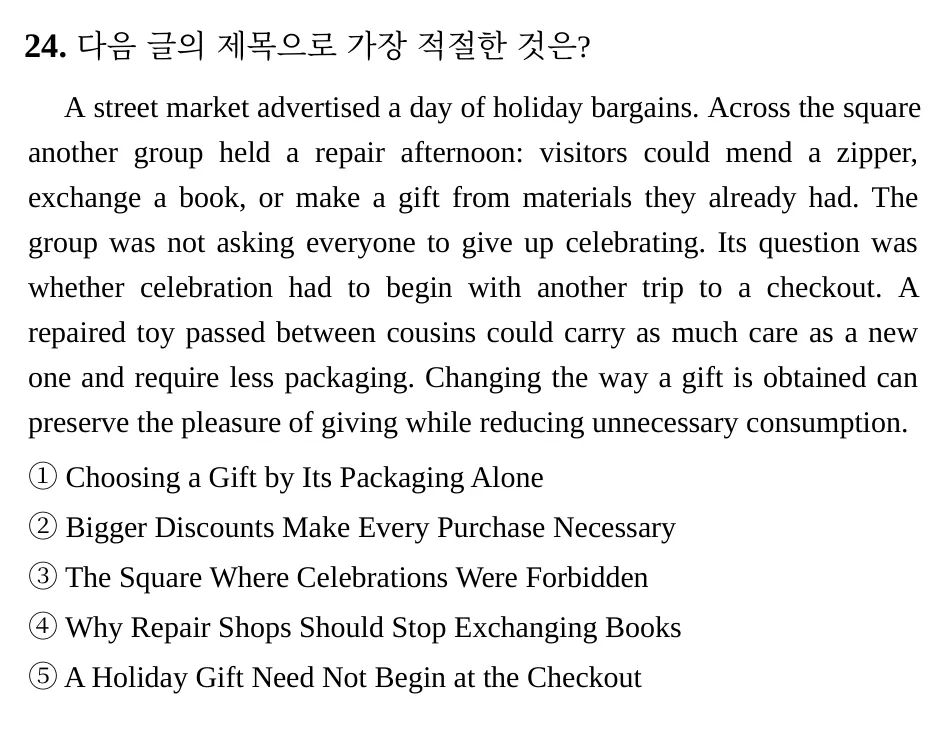 24. 다음 글의 제목으로 가장 적절한 것은?
A street market advertised a day of holiday bargains. Across the square
another group held a repair afternoon: visitors could mend a zipper,
exchange a book, or make a gift from materials they already had. The
group was not asking everyone to give up celebrating. Its question was
whether celebration had to begin with another trip to a checkout. A
repaired toy passed between cousins could carry as much care as a new
one and require less packaging. Changing the way a gift is obtained can
preserve the pleasure of giving while reducing unnecessary consumption.
① Choosing a Gift by Its Packaging Alone
② Bigger Discounts Make Every Purchase Necessary
③ The Square Where Celebrations Were Forbidden
④ Why Repair Shops Should Stop Exchanging Books
⑤ A Holiday Gift Need Not Begin at the Checkout